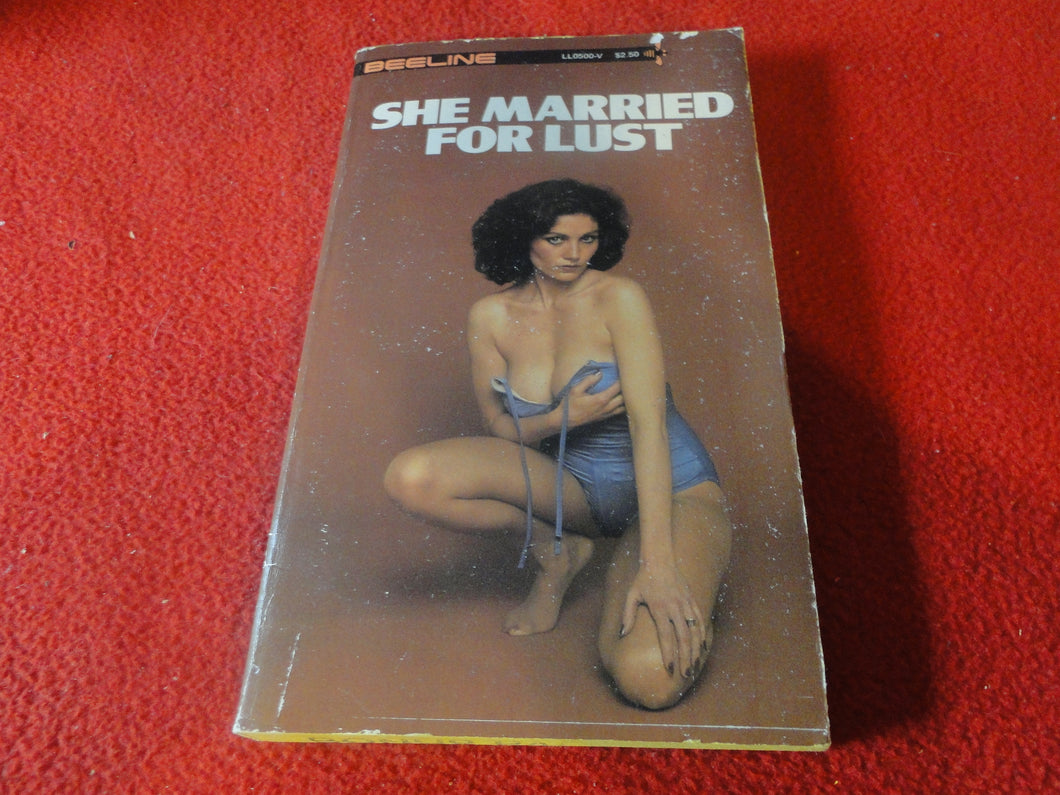 BEELINE LL0500-V $2.50
SHE MARRIED
FOR LUST